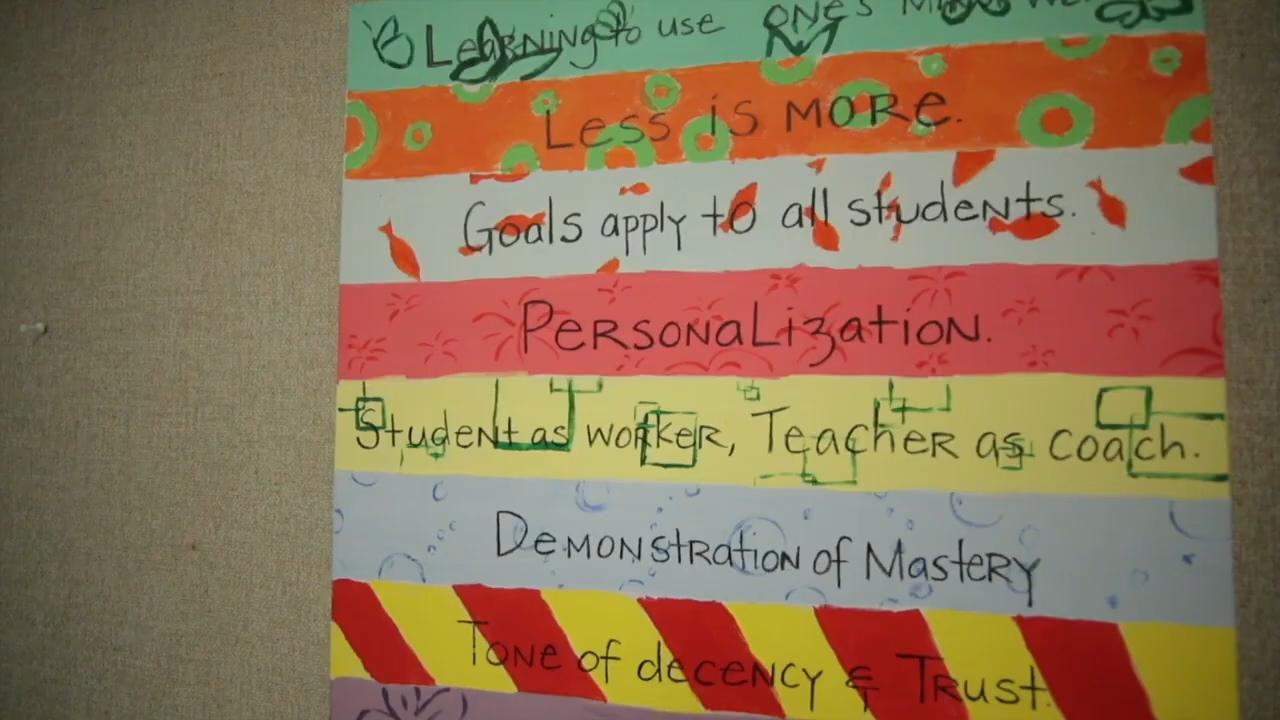 Learning to use ONE's MIND
Less is MORE.
Goals apply to all students.
Personalization.
Student as worker, Teacher as coach.
Demonstration of Mastery
Tone of decency & Trust.